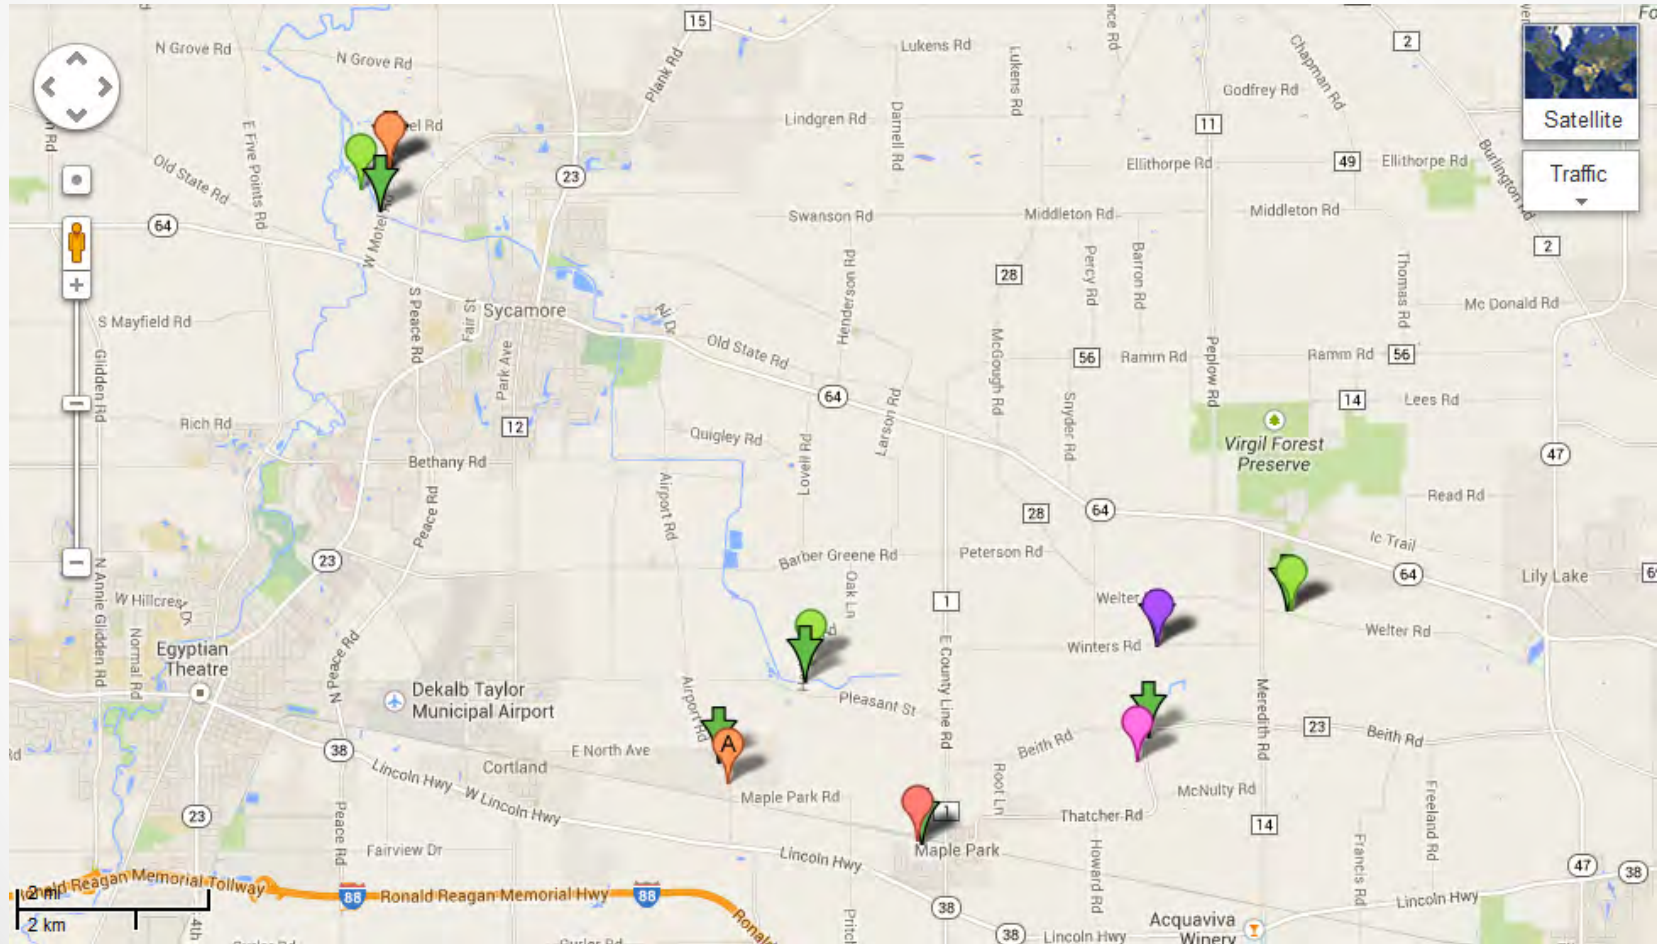 15
2
N Grove Rd
N Grove Rd
Lukens Rd
Lukens Rd
Plank Rd
Chapman Rd
Godfrey Rd
Satellite
Lindgren Rd
Darnell Rd
11
el Rd
E Five Points Rd
Old State Rd
23
Ellithorpe Rd
49
Ellithorpe Rd
Burlington Rd
Traffic
64
Swanson Rd
Middleton Rd
Middleton Rd
2
W Motel Rd
Henderson Rd
28
Percy Rd
Barron Rd
Thomas Rd
Mc Donald Rd
S Mayfield Rd
S Peace Rd
Fair St
Sycamore
Old State Rd
McGough Rd
56
Ramm Rd
Peplow Rd
Ramm Rd
56
Glidden Rd
Park Ave
64
Larson Rd
Snyder Rd
14
Lees Rd
Rich Rd
12
Quigley Rd
Lovell Rd
Virgil Forest
Preserve
47
Bethany Rd
Peace Rd
Airport Rd
28
64
Read Rd
23
Barber Greene Rd
Peterson Rd
Ic Trail
64
Lily Lake
N Annie Glidden Rd
W Hillcrest Dr
Normal Rd
Oak Ln
1
Welter
Welter Rd
Egyptian
Theatre
N Peace Rd
E County Line Rd
Winters Rd
Dekalb Taylor
Municipal Airport
Airport Rd
Pleasant St
Meredith Rd
23
Beith Rd
Beith Rd
38
E North Ave
A
Cortland
Lincoln Hwy
W Lincoln Hwy
Maple Park Rd
Root Ln
McNulty Rd
Freeland Rd
23
Peace Rd
1
Thatcher Rd
14
Fairview Dr
Lincoln Hwy
Maple Park
Howard Rd
Francis Rd
47
38
2 mi
Ronald Reagan Memorial Tollway
88
Ronald Reagan Memorial Hwy
88
Ronald
38
Lincoln Hwy
2 km
4th
38
Lincoln Hwy
Acquaviva
Winery